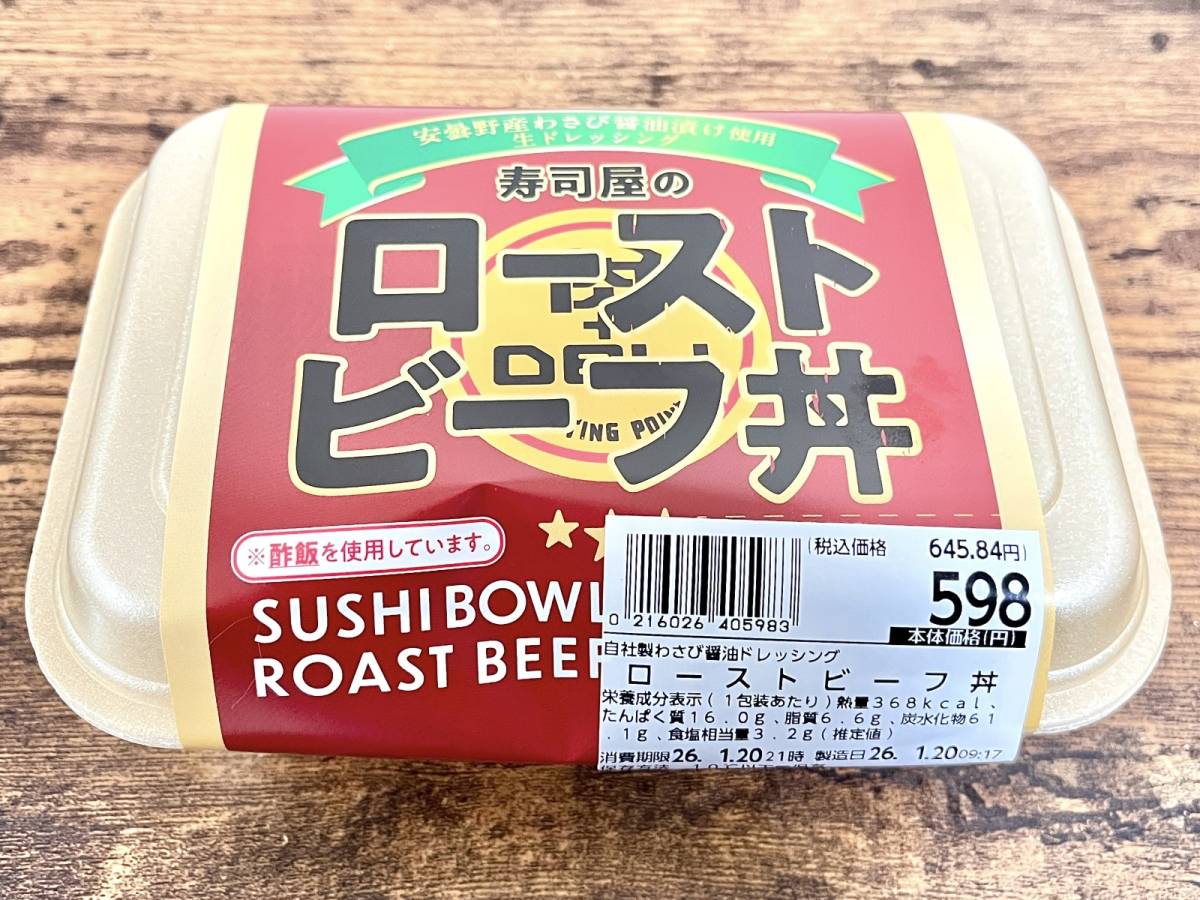 安曇野産わさび醤油漬け使用
生ドレッシング
寿司屋の
ロースト
ビーフ丼
※酢飯を使用しています。
SUSHI BOWL
ROAST BEEF
(税込価格 645.84円)
598
本体価格(円)
0 216026 405983
自社製わさび醤油ドレッシング
ローストビーフ丼
栄養成分表示(1包装あたり)熱量368kcal、
たんぱく質16.0g、脂質6.6g、炭水化物61
.1g、食塩相当量3.2g(推定値)
消費期限26. 1.20 21時 製造日26. 1.20 09:17